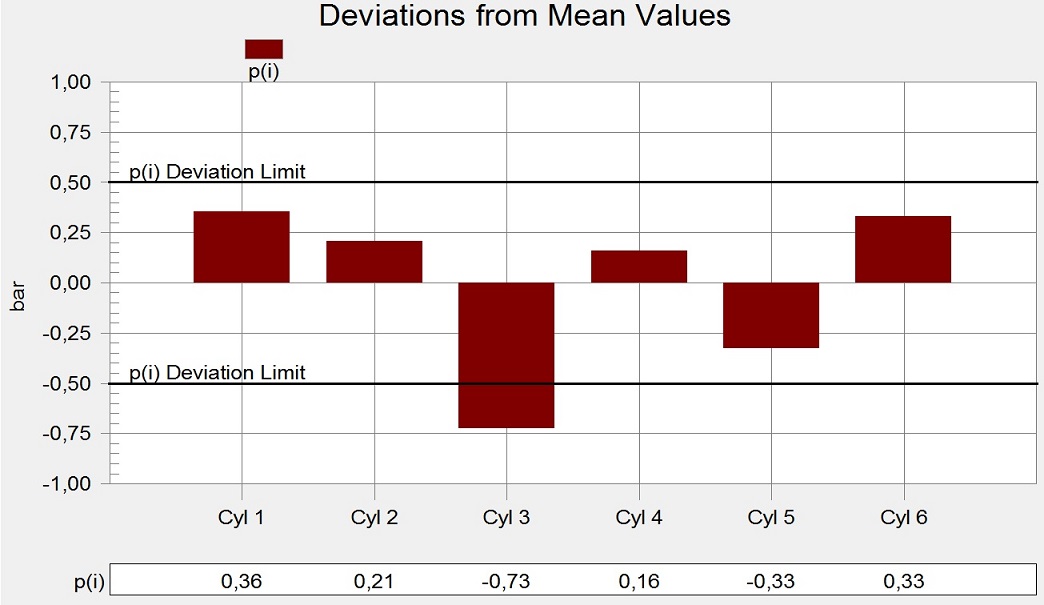 Deviations from Mean Values
p(i)
1,00
0,75
p(i) Deviation Limit
0,50
0,25
0,00
bar
-0,25
p(i) Deviation Limit
-0,50
-0,75
-1,00
Cyl 1 Cyl 2 Cyl 3 Cyl 4 Cyl 5 Cyl 6
p(i) 0,36 0,21 -0,73 0,16 -0,33 0,33